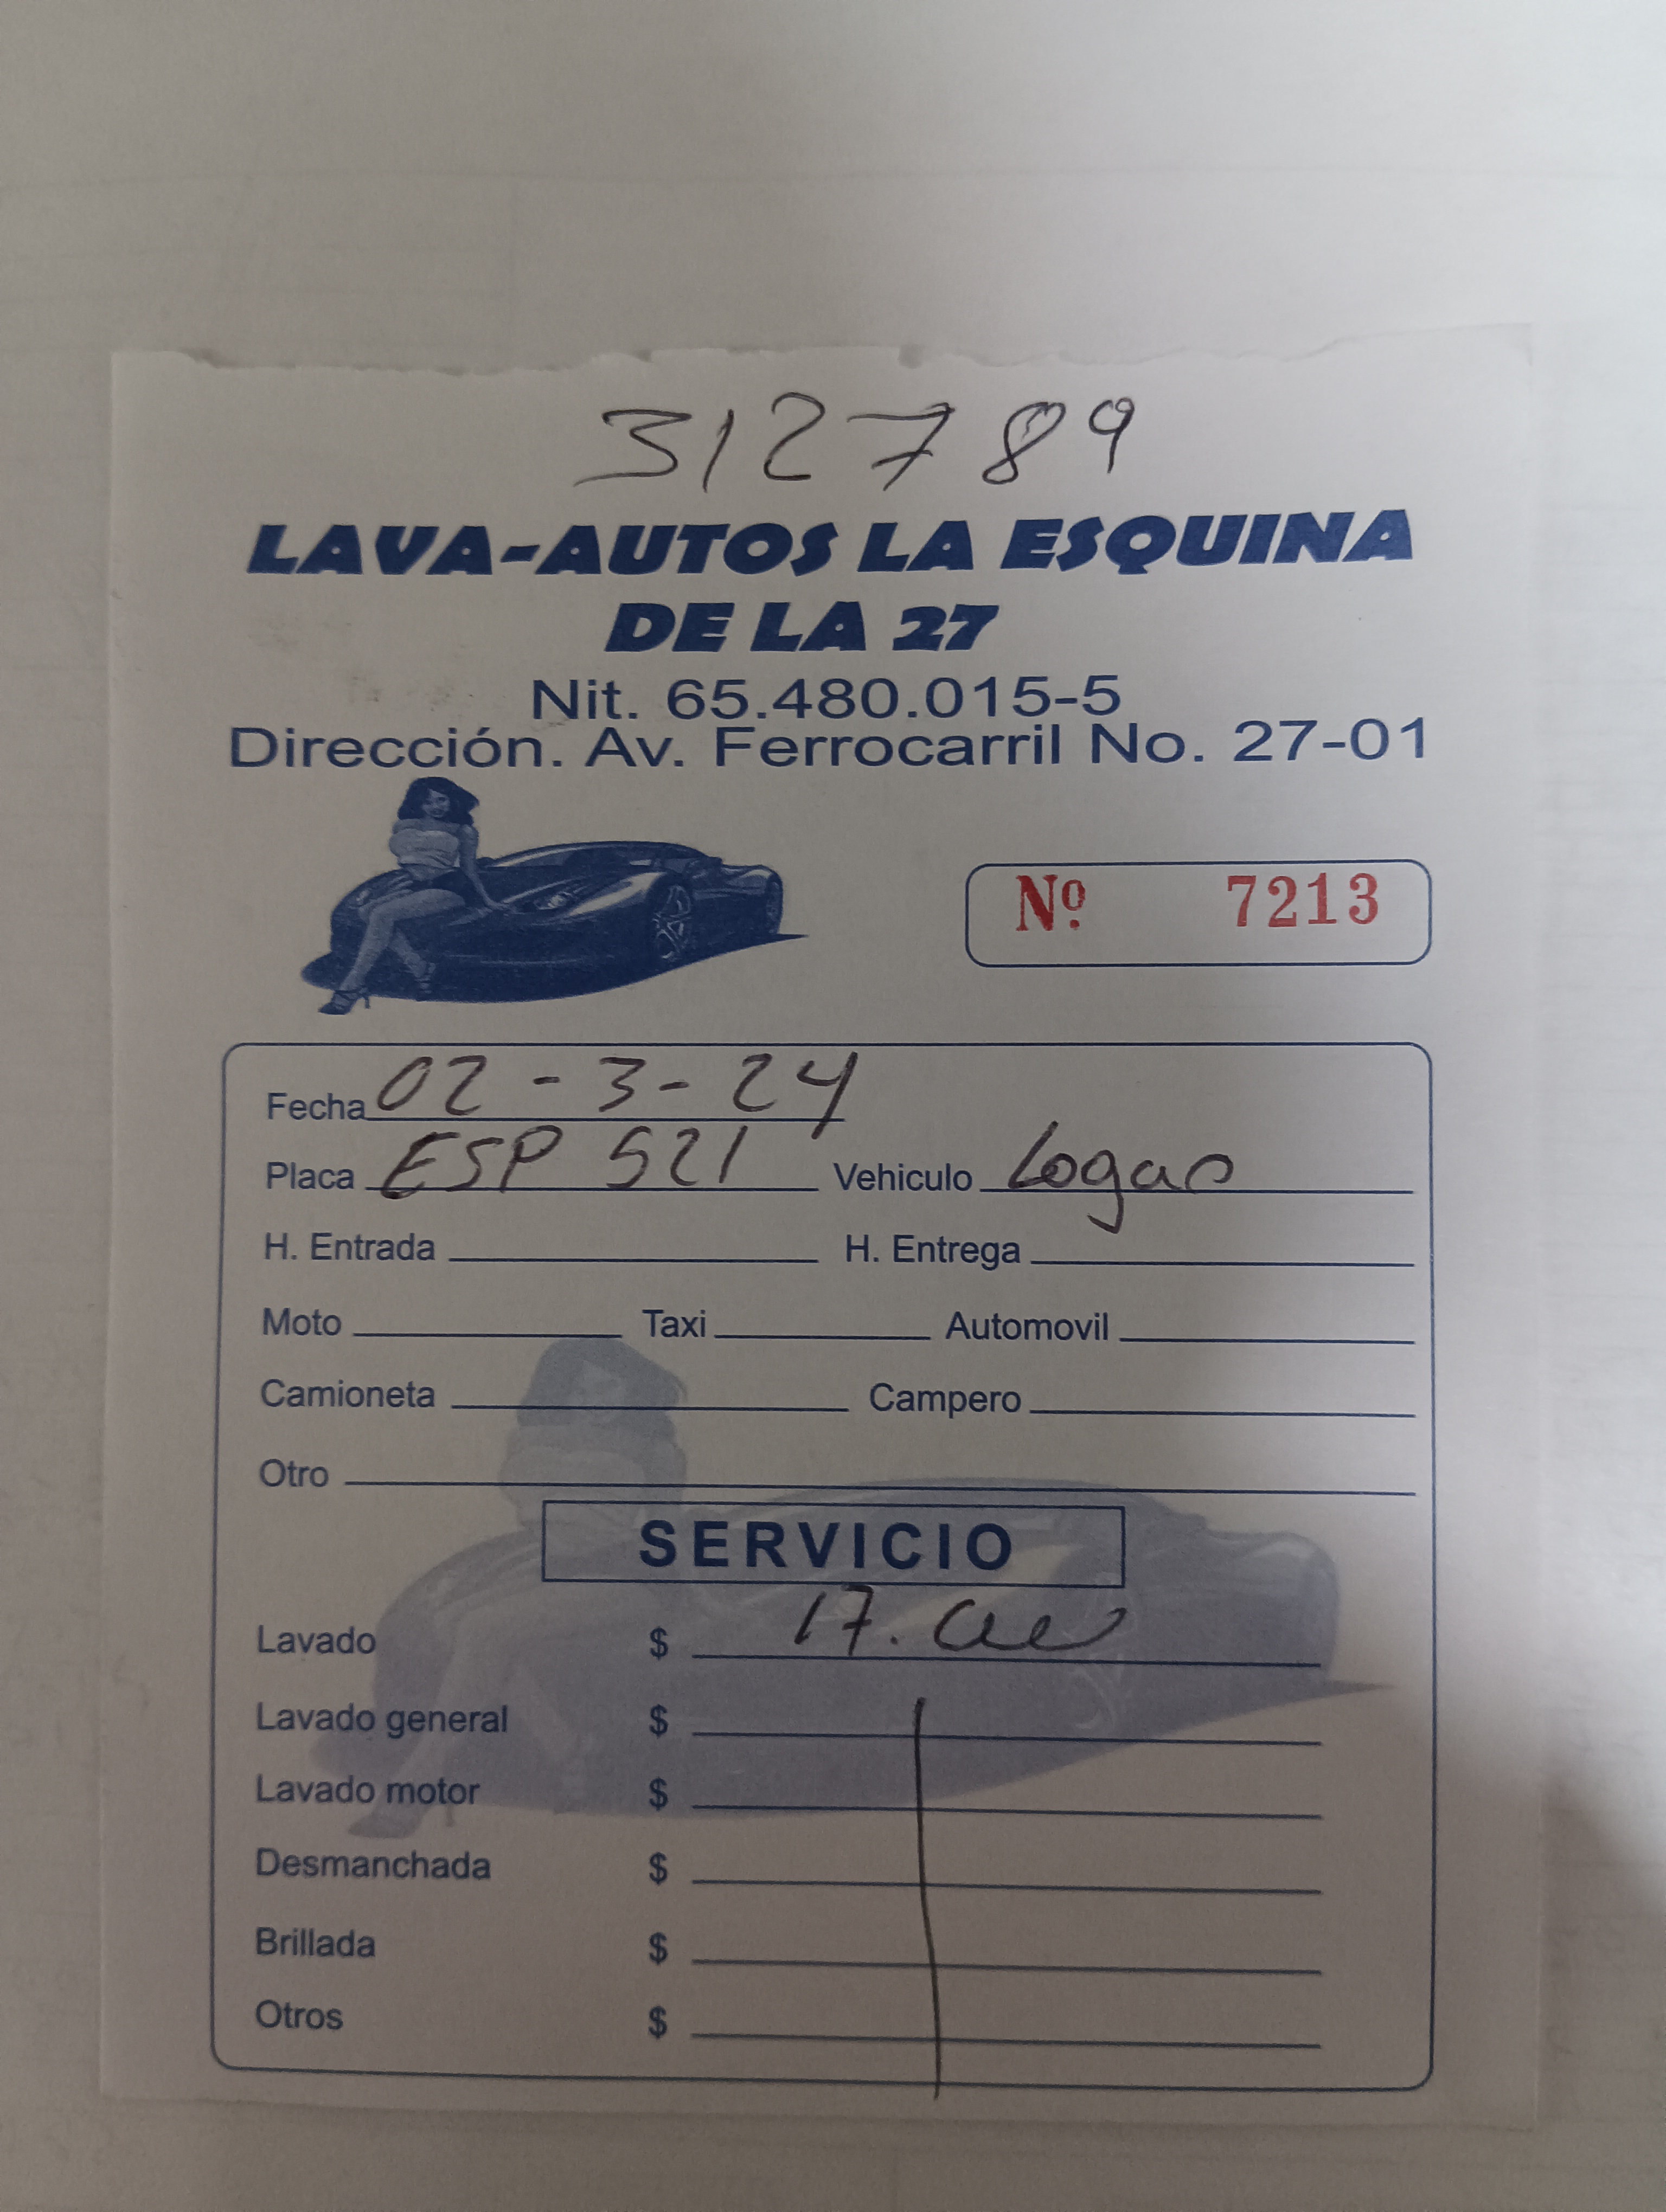 312789
LAVA-AUTOS LA ESQUINA
DE LA 27
Nit. 65.480.015-5
Dirección. Av. Ferrocarril No. 27-01
Nº 7213
Fecha 02-3-24
Placa ESP 521 Vehiculo Logan
H. Entrada H. Entrega
Moto Taxi Automovil
Camioneta Campero
Otro
SERVICIO
Lavado $ 17.
Lavado general $
Lavado motor $
Desmanchada $
Brillada $
Otros $